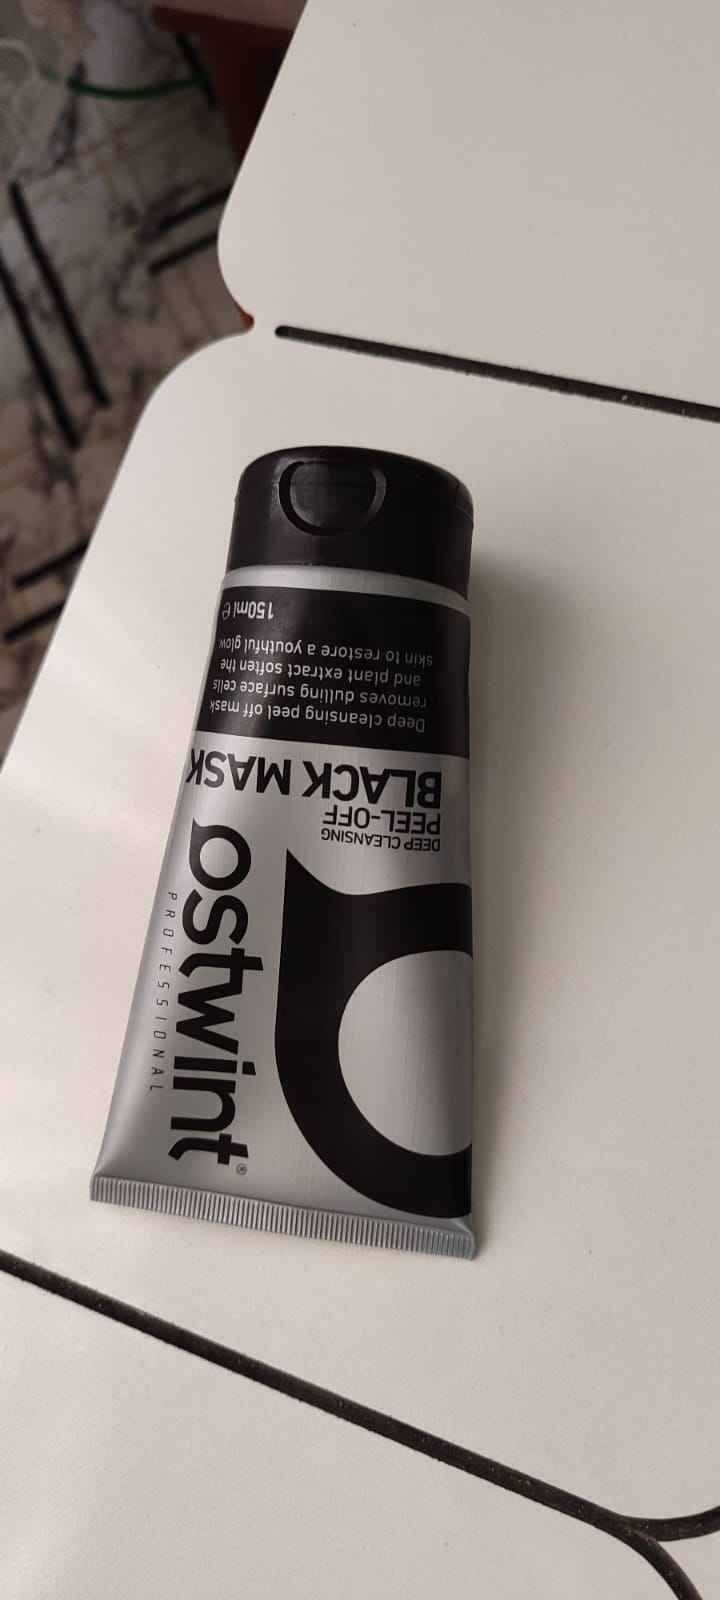 ostwint®
PROFESSIONAL
DEEP CLEANSING
PEEL-OFF
BLACK MASK
Deep cleansing peel off mask
removes dulling surface cells
and plant extract soften the
skin to restore a youthful glow.
150ml ℮